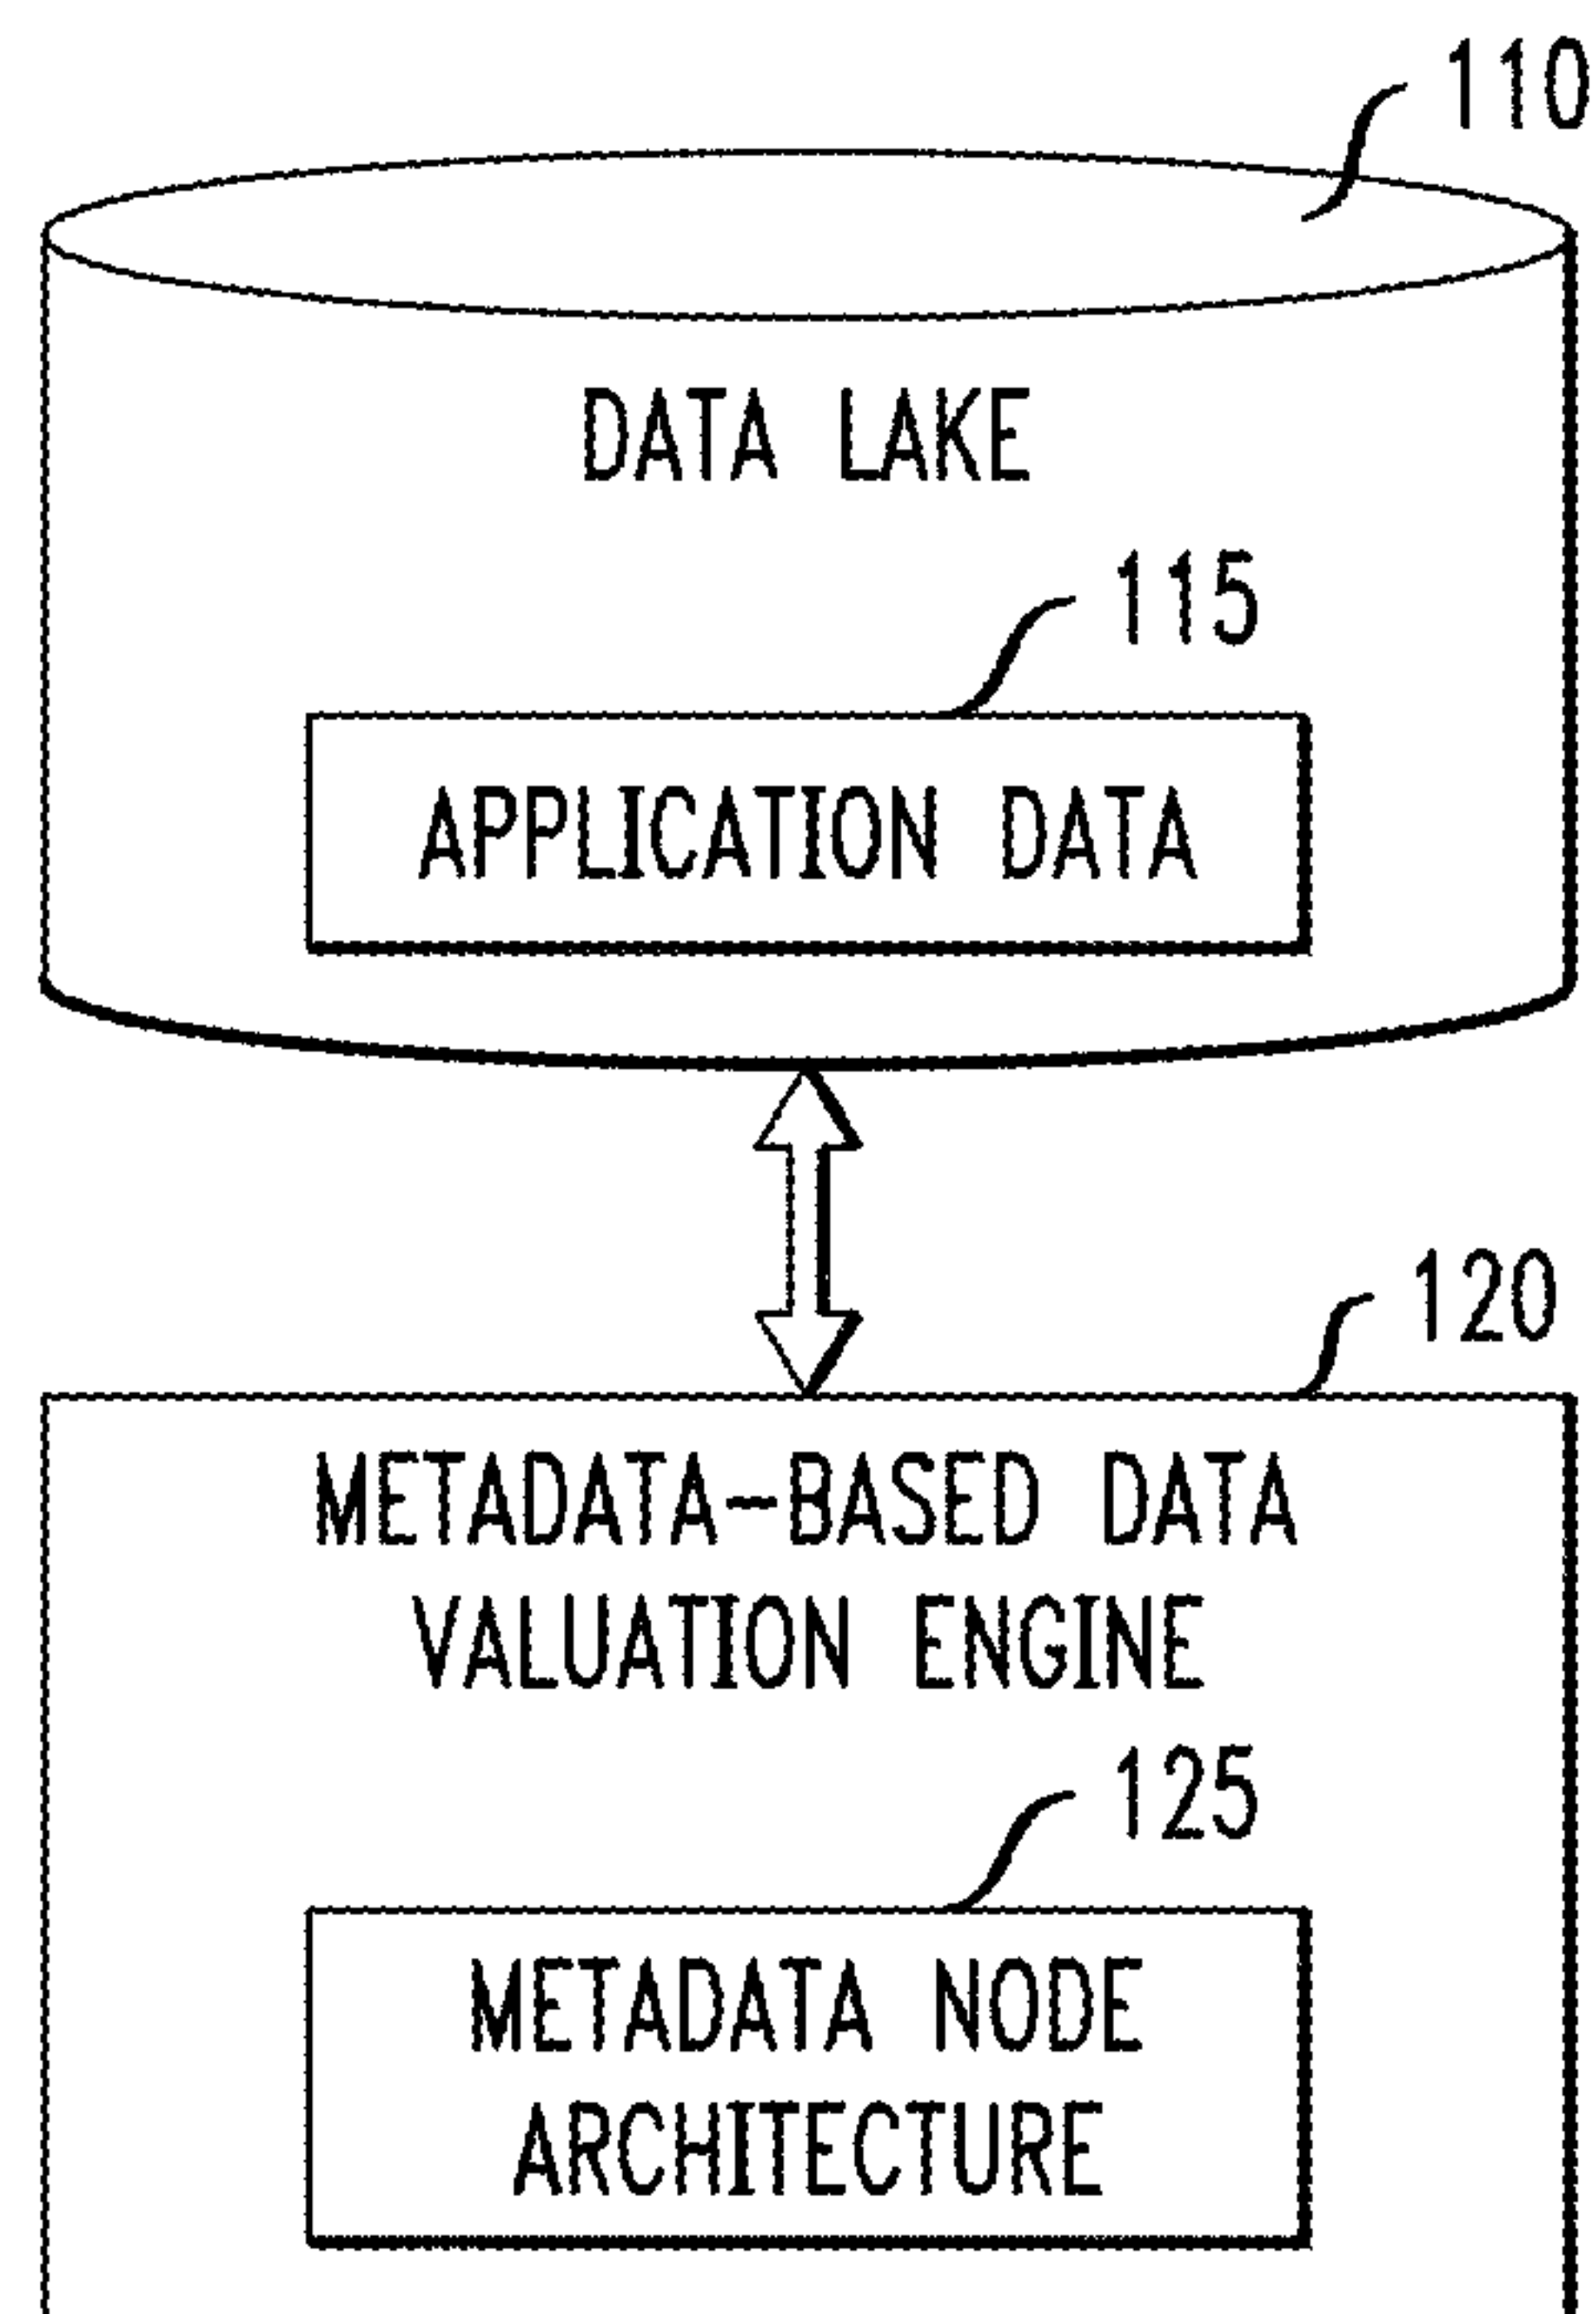 110
DATA LAKE
115
APPLICATION DATA
120
METADATA-BASED DATA
VALUATION ENGINE
125
METADATA NODE
ARCHITECTURE